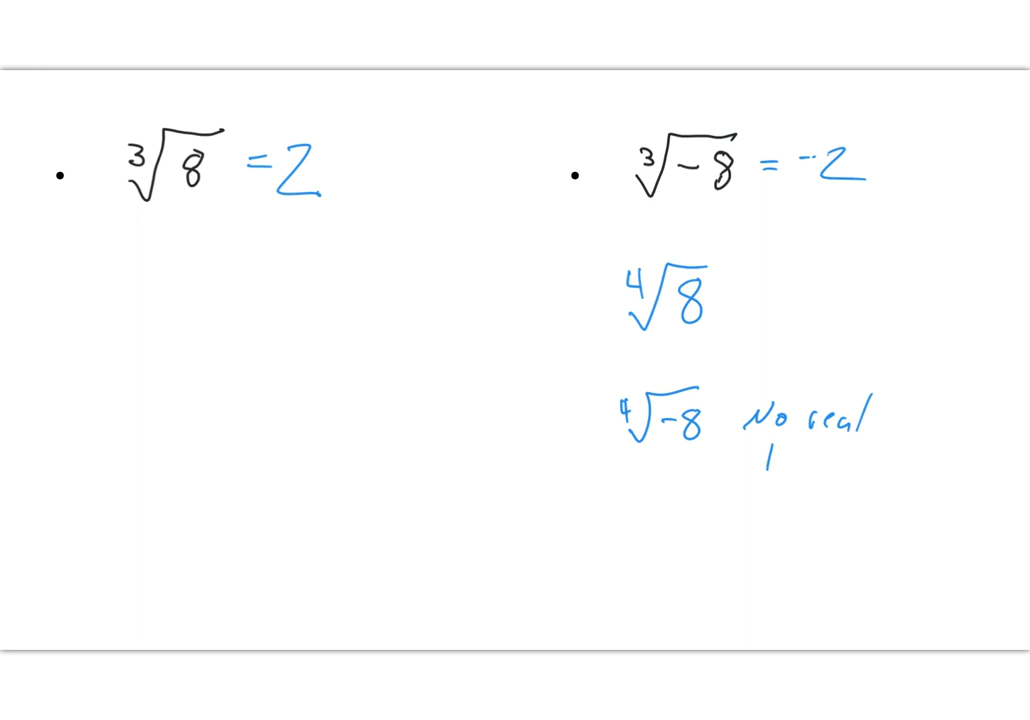 • ∛8 = 2
• ∛-8 = -2
∜8
∜-8 No real